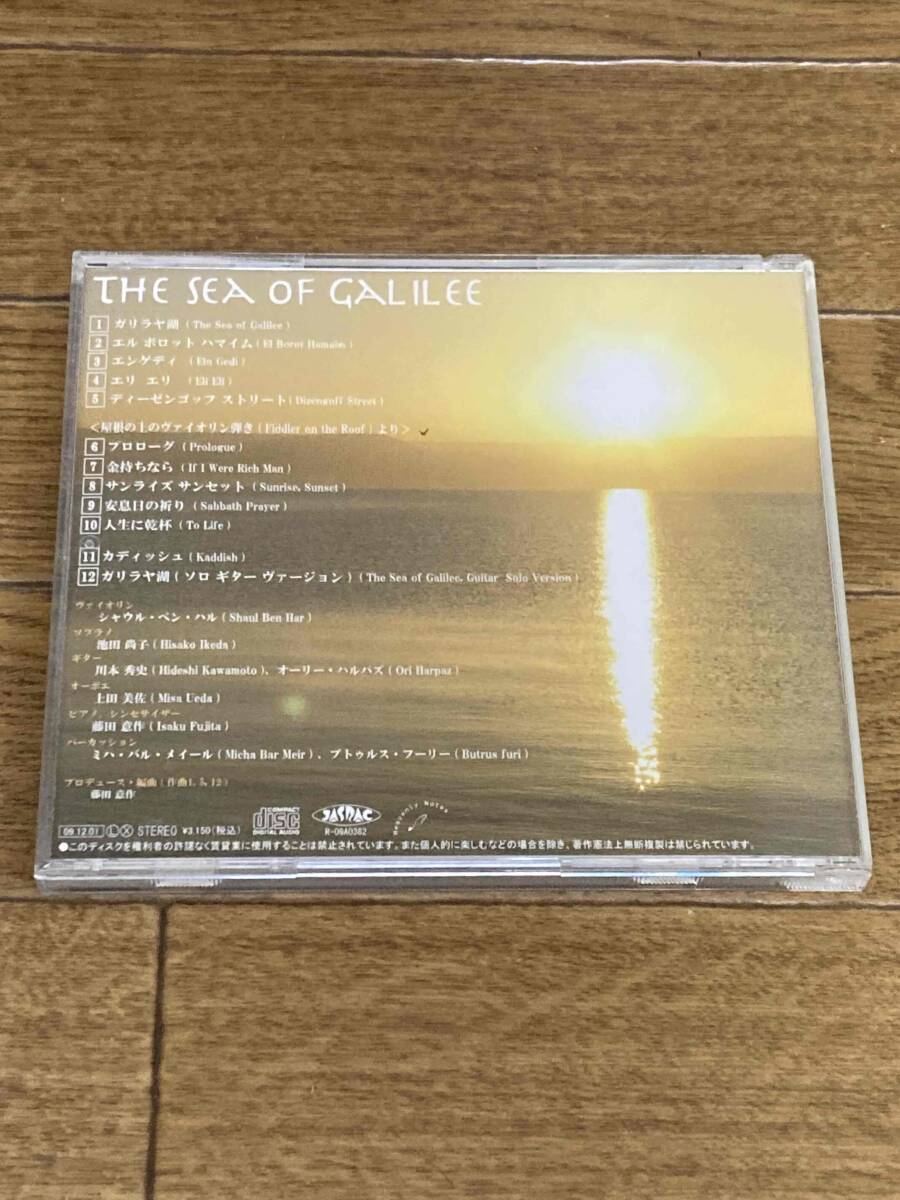 THE SEA OF GALILEE
1 ガリラヤ湖 (The Sea of Galilee)
2 エル ボロット ハマイム (El Borot Hamaim)
3 エンゲディ (Ein Gedi)
4 エリ エリ (Eli Eli)
5 ディーゼンゴッフ ストリート (Dizengoff Street)
<屋根の上のヴァイオリン弾き (Fiddler on the Roof) より>
6 プロローグ (Prologue)
7 金持ちなら (If I Were Rich Man)
8 サンライズ サンセット (Sunrise, Sunset)
9 安息日の祈り (Sabbath Prayer)
10 人生に乾杯 (To Life)
11 カディッシュ (Kaddish)
12 ガリラヤ湖 (ソロ ギター ヴァージョン) (The Sea of Galilee, Guitar Solo Version)
ヴァイオリン
シャウル・ベン・ハル (Shaul Ben Har)
ソプラノ
池田 尚子 (Hisako Ikeda)
ギター
川本 秀史 (Hideshi Kawamoto)、オーリー・ハルパズ (Ori Harpaz)
オーボエ
上田 美佐 (Misa Ueda)
ピアノ、シンセサイザー
藤田 意作 (Isaku Fujita)
パーカッション
ミハ・バル・メイール (Micha Bar Meir)、ブトゥルス・フーリー (Butrus furi)
プロデュース・編曲 (作曲1, 5, 12)
藤田 意作
09.12.01 Ⓛ Ⓧ STEREO ¥3,150(税込)
COMPACT disc DIGITAL AUDIO
JASRAC
R-09A0362
Heavenly Notes
●このディスクを権利者の許諾なく賃貸業に使用することは禁止されています。また個人的に楽しむなどの場合を除き、著作憲法上無断複製は禁じられています。